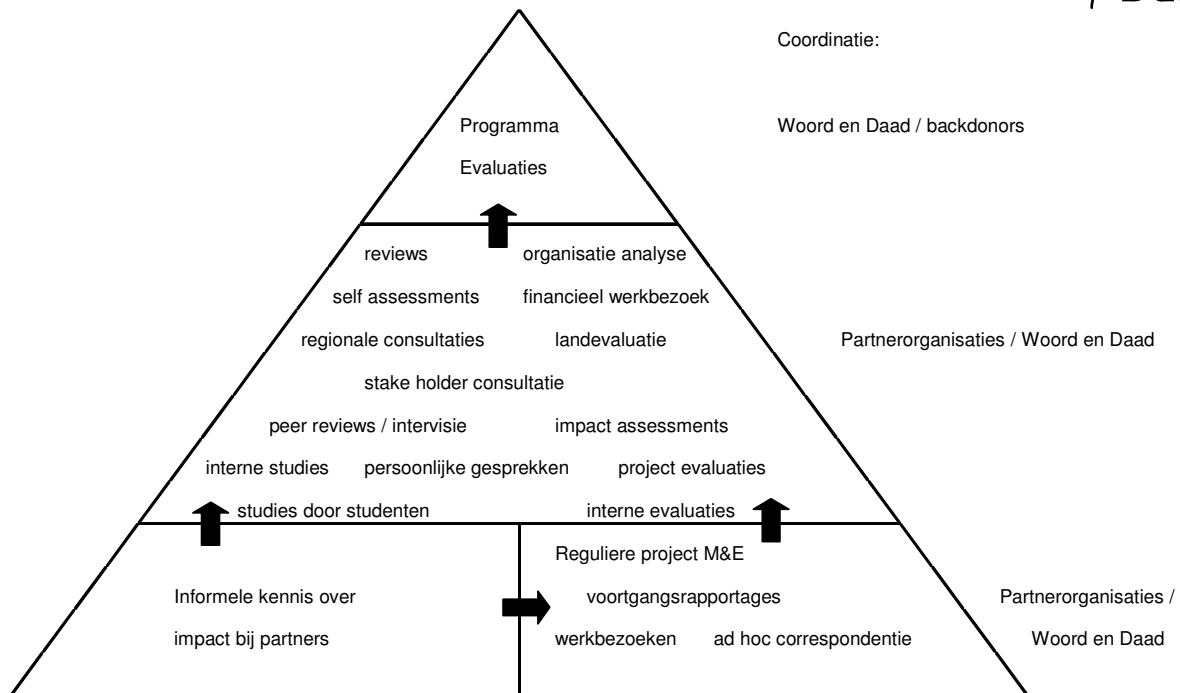 Coordinatie:
Programma
Evaluaties
Woord en Daad / backdonors
reviews organisatie analyse
self assessments financieel werkbezoek
regionale consultaties landevaluatie
Partnerorganisaties / Woord en Daad
stake holder consultatie
peer reviews / intervisie impact assessments
interne studies persoonlijke gesprekken project evaluaties
studies door studenten interne evaluaties
Reguliere project M&E
Informele kennis over
impact bij partners
voortgangsrapportages
werkbezoeken ad hoc correspondentie
Partnerorganisaties /
Woord en Daad